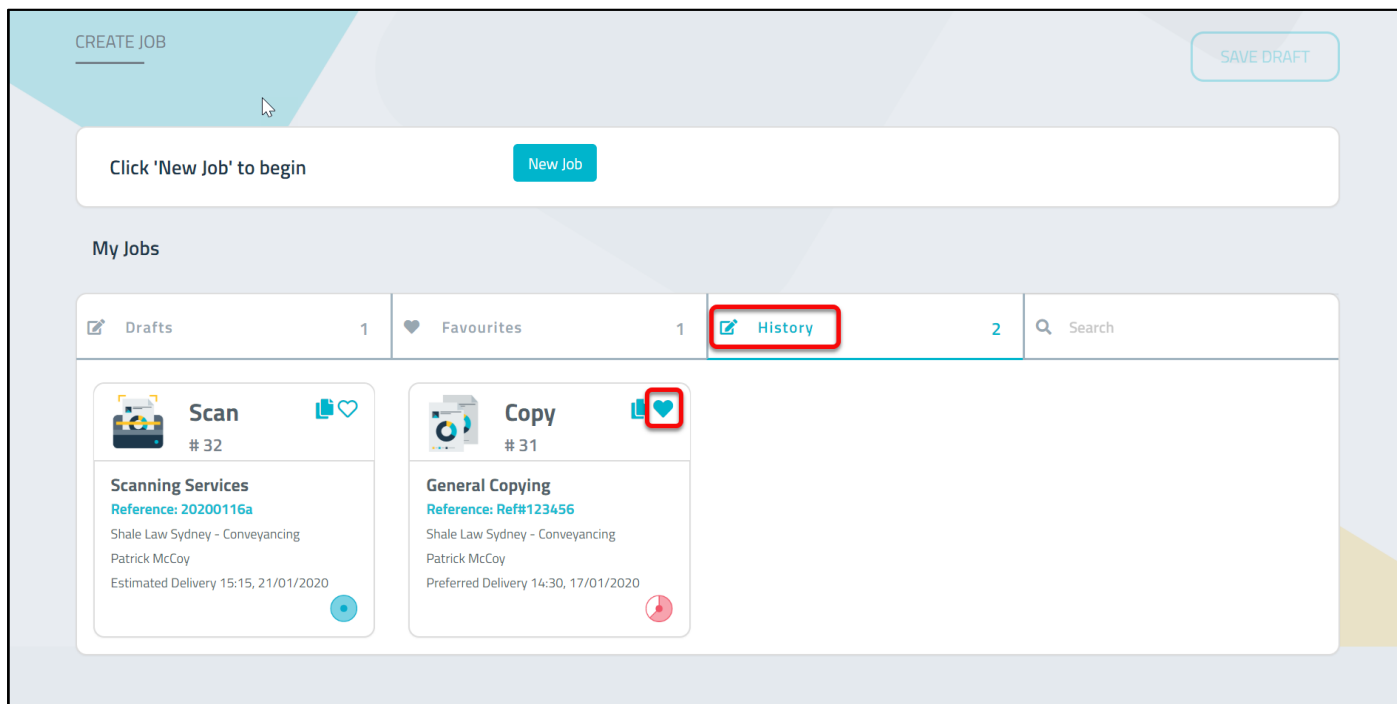 CREATE JOB
SAVE DRAFT
Click 'New Job' to begin
New Job
My Jobs
Drafts 1
Favourites 1
History 2
Search
Scan
# 32
Scanning Services
Reference: 20200116a
Shale Law Sydney - Conveyancing
Patrick McCoy
Estimated Delivery 15:15, 21/01/2020
Copy
# 31
General Copying
Reference: Ref#123456
Shale Law Sydney - Conveyancing
Patrick McCoy
Preferred Delivery 14:30, 17/01/2020